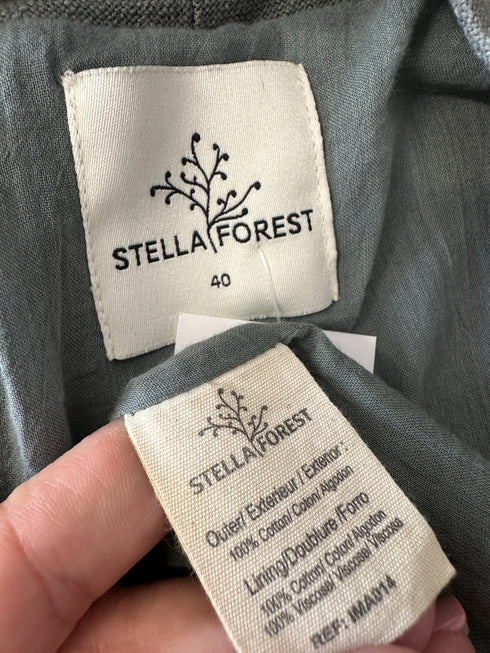 STELLA FOREST
40
STELLA FOREST
Outer/ Exterieur / Exterior :
100% Cotton/ Coton/ Algodon
Lining/Doublure /Forro
100% Cotton/ Coton/ Algodon
100% Viscose/ Viscose/ Viscosa
REF: JMA014